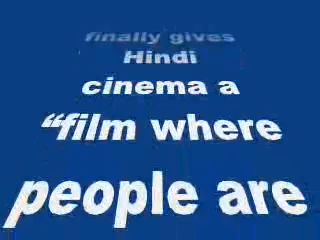 finally gives
Hindi
cinema a
“film where
people are